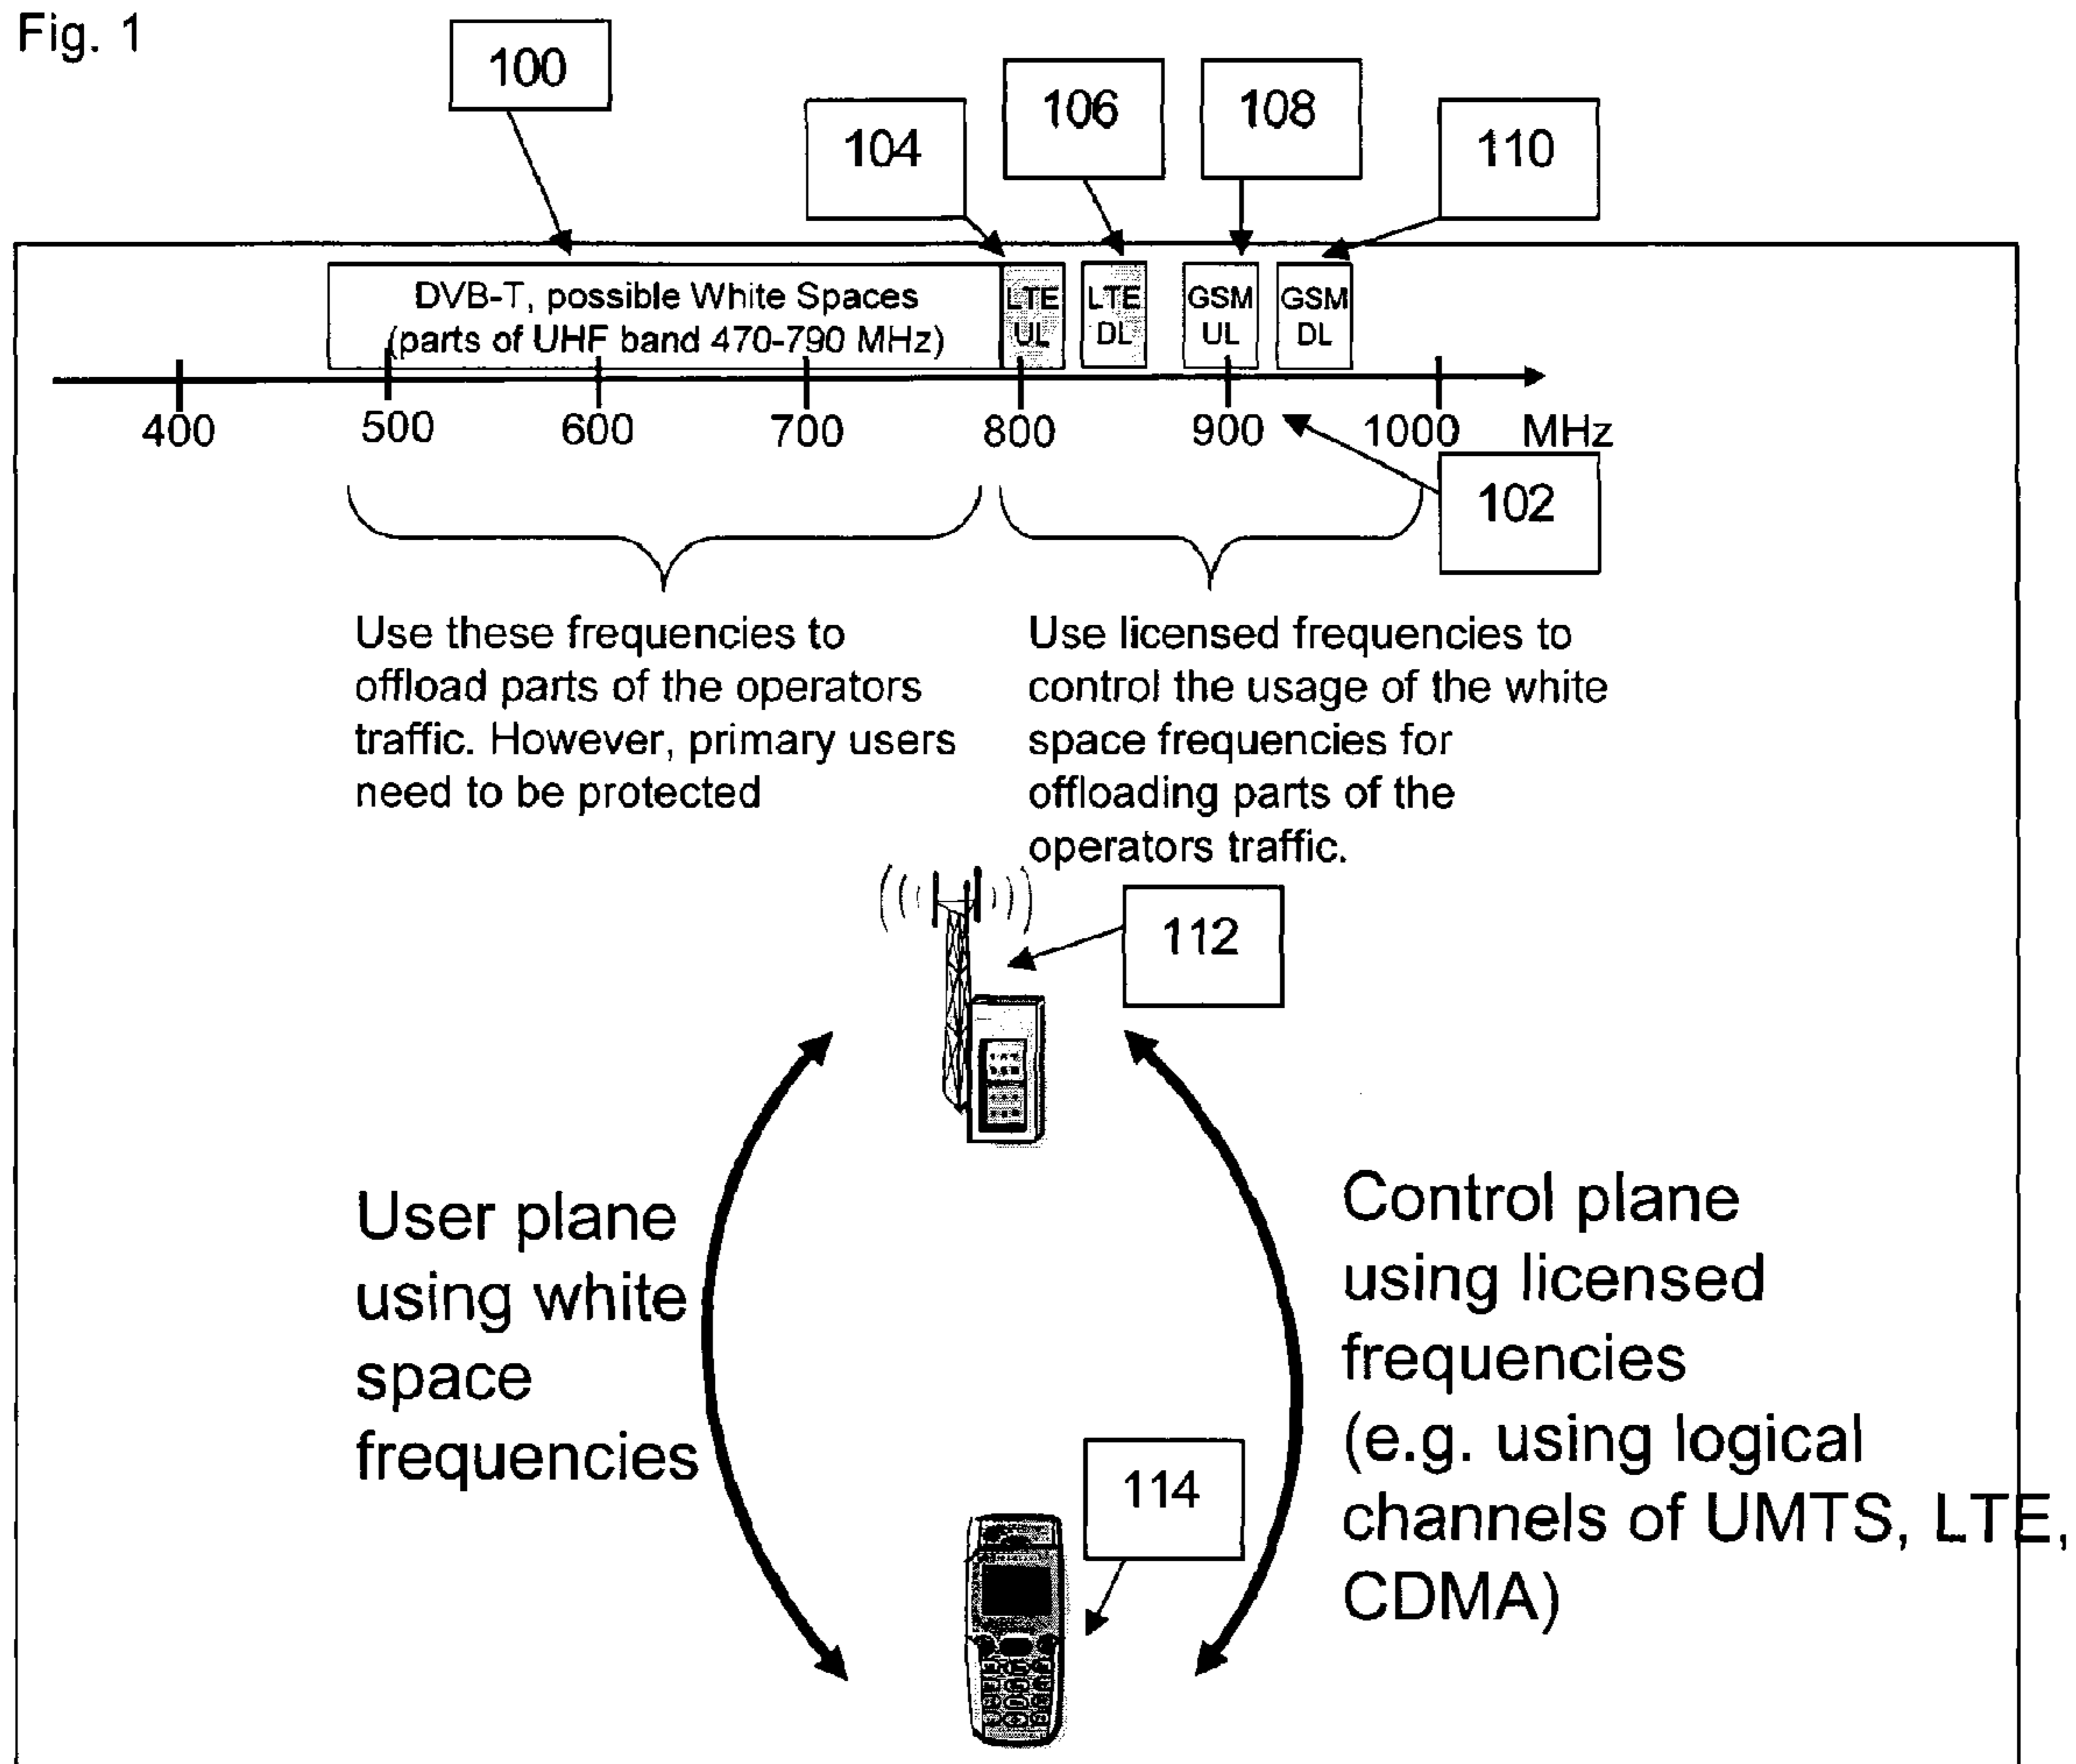 Fig. 1
100
104
106
108
110
DVB-T, possible White Spaces
(parts of UHF band 470-790 MHz)
LTE
UL
LTE
DL
GSM
UL
GSM
DL
400
500
600
700
800
900
1000
MHz
102
Use these frequencies to
offload parts of the operators
traffic. However, primary users
need to be protected
Use licensed frequencies to
control the usage of the white
space frequencies for
offloading parts of the
operators traffic.
112
User plane
using white
space
frequencies
Control plane
using licensed
frequencies
(e.g. using logical
channels of UMTS, LTE,
CDMA)
114